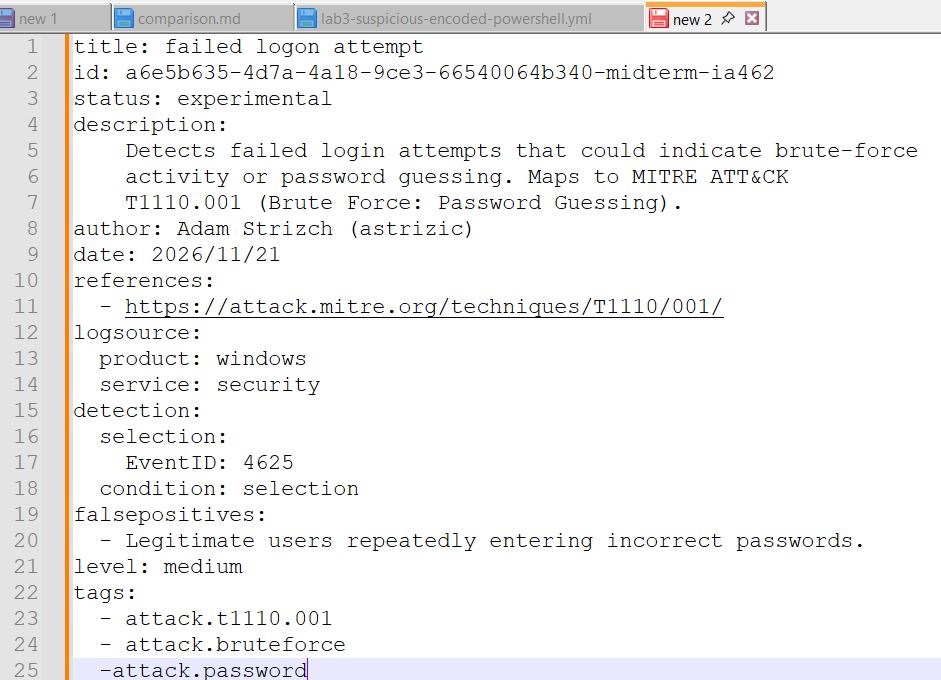 new 1 comparison.md lab3-suspicious-encoded-powershell.yml new 2
1 title: failed logon attempt
2 id: a6e5b635-4d7a-4a18-9ce3-66540064b340-midterm-ia462
3 status: experimental
4 description:
5 Detects failed login attempts that could indicate brute-force
6 activity or password guessing. Maps to MITRE ATT&CK
7 T1110.001 (Brute Force: Password Guessing).
8 author: Adam Strizch (astrizic)
9 date: 2026/11/21
10 references:
11 - https://attack.mitre.org/techniques/T1110/001/
12 logsource:
13 product: windows
14 service: security
15 detection:
16 selection:
17 EventID: 4625
18 condition: selection
19 falsepositives:
20 - Legitimate users repeatedly entering incorrect passwords.
21 level: medium
22 tags:
23 - attack.t1110.001
24 - attack.bruteforce
25 -attack.password